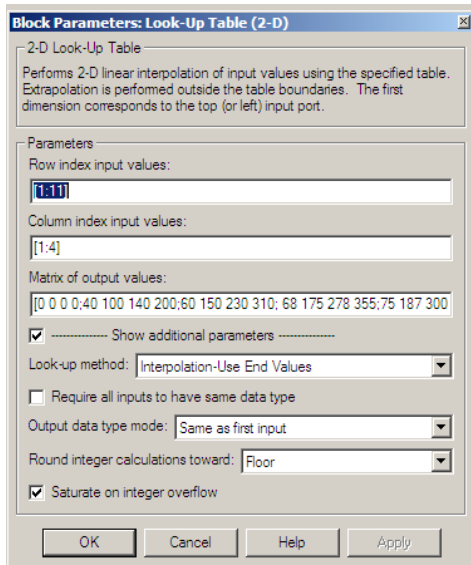 Block Parameters: Look-Up Table (2-D)
2-D Look-Up Table
Performs 2-D linear interpolation of input values using the specified table.
Extrapolation is performed outside the table boundaries. The first
dimension corresponds to the top (or left) input port.
Parameters
Row index input values:
[1:11]
Column index input values:
[1:4]
Matrix of output values:
[0 0 0 0;40 100 140 200;60 150 230 310; 68 175 278 355;75 187 300
--------------- Show additional parameters ---------------
Look-up method: Interpolation-Use End Values
Require all inputs to have same data type
Output data type mode: Same as first input
Round integer calculations toward: Floor
Saturate on integer overflow
OK Cancel Help Apply